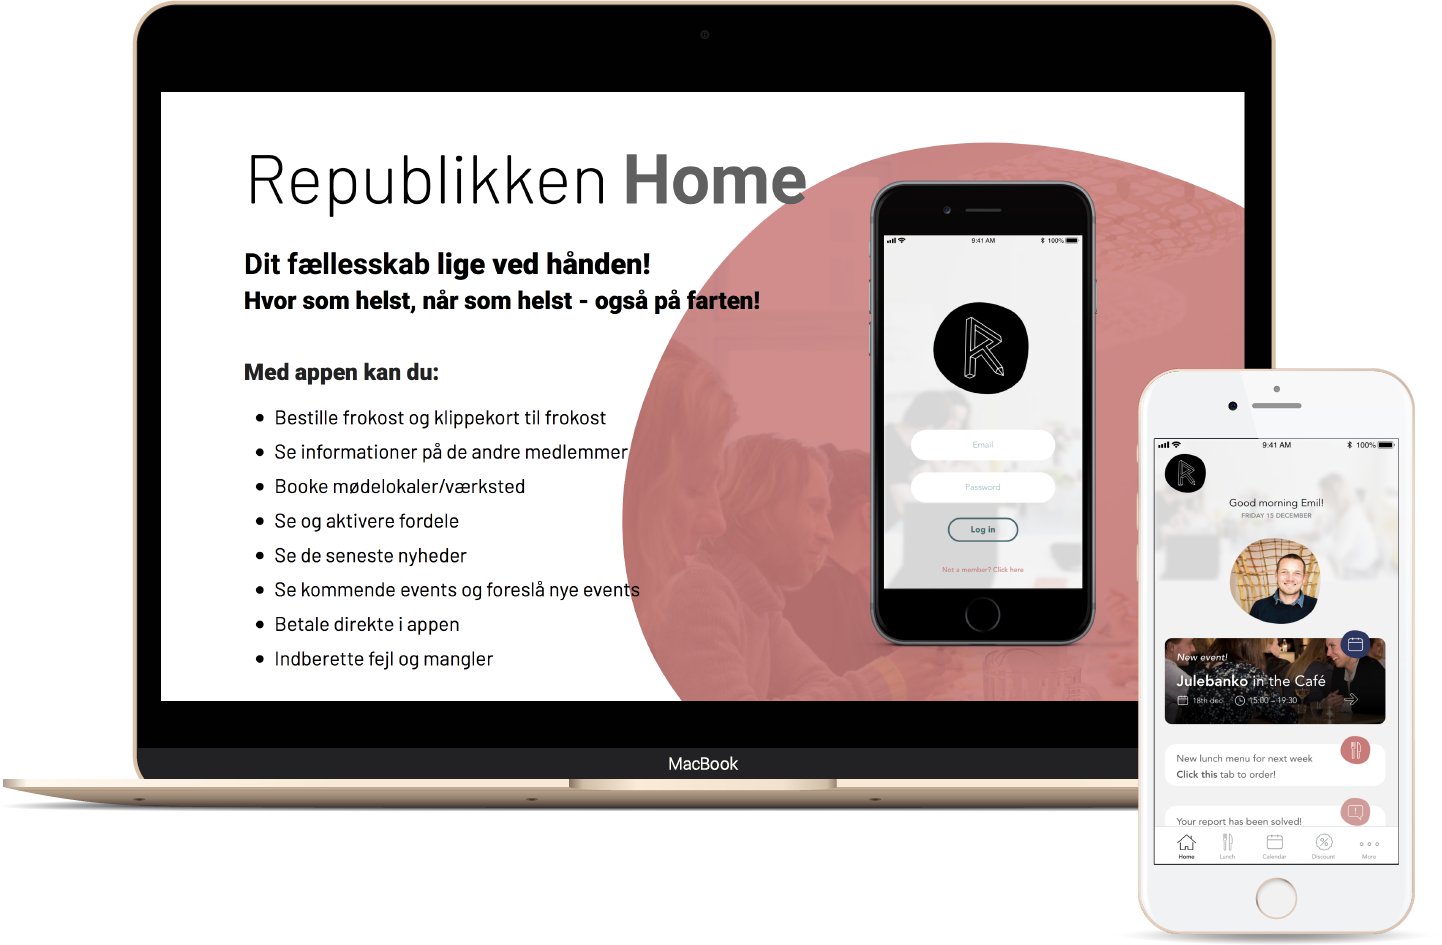 Republikken Home
Dit fællesskab lige ved hånden!
Hvor som helst, når som helst - også på farten!
Med appen kan du:
Bestille frokost og klippekort til frokost
Se informationer på de andre medlemmer
Booke mødelokaler/værksted
Se og aktivere fordele
Se de seneste nyheder
Se kommende events og foreslå nye events
Betale direkte i appen
Indberette fejl og mangler
9:41 AM
100%
R
Email
Password
Log in
Not a member? Click here
MacBook
9:41 AM
100%
R
Good morning Emil!
FRIDAY 15 DECEMBER
New event!
Julebanko in the Café
18th dec 15.00 – 19.30
New lunch menu for next week
Click this tab to order!
Your report has been solved!
Home Lunch Calendar Discount More